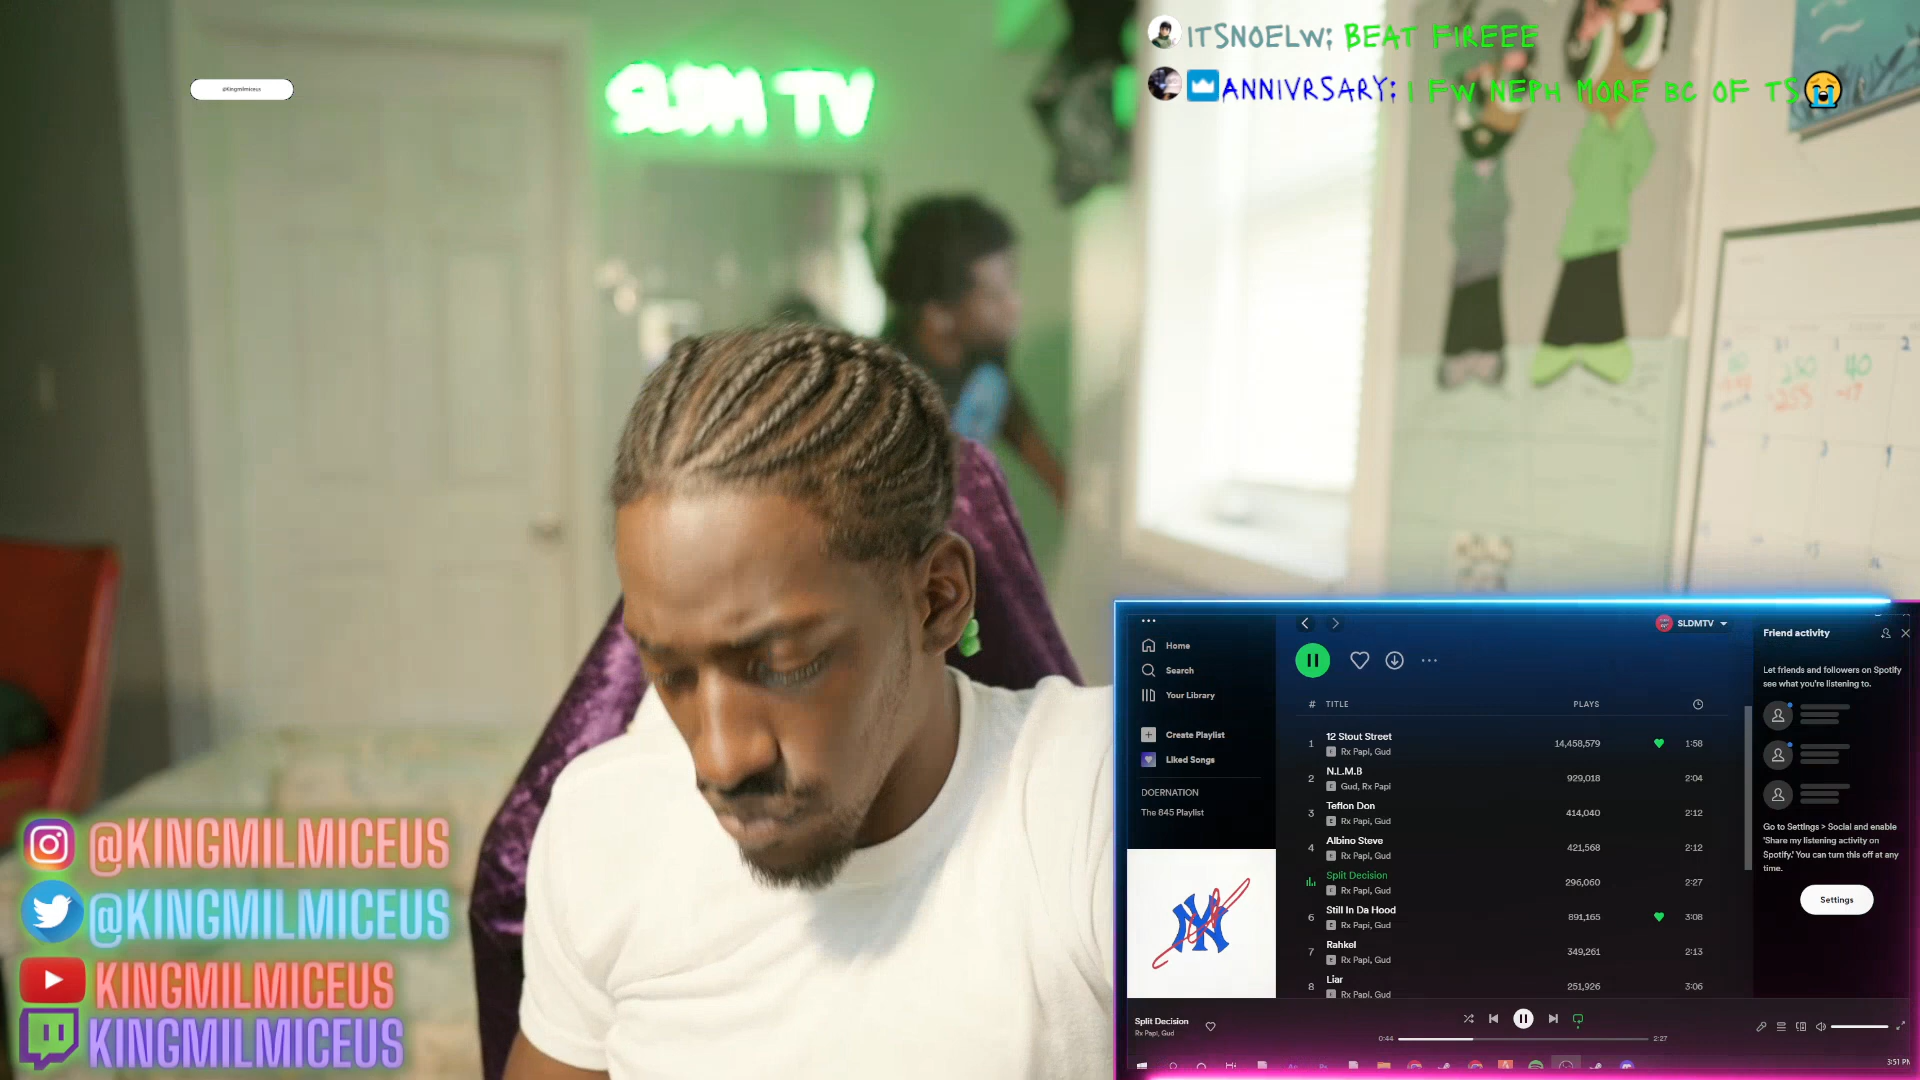 @Kingmilmiceus
SLDM TV
ITSNOELW: BEAT FIREEE
ANNIVRSARY: I FW NEPH MORE BC OF TS😭
250
40
-255
-17
@KINGMILMICEUS
@KINGMILMICEUS
KINGMILMICEUS
KINGMILMICEUS
Home
Search
Your Library
Create Playlist
Liked Songs
DOERNATION
The 845 Playlist
SLDMTV
# TITLE PLAYS
1 12 Stout Street 14,458,579 1:58
E Rx Papi, Gud
2 N.L.M.B 929,018 2:04
E Gud, Rx Papi
3 Teflon Don 414,040 2:12
E Rx Papi, Gud
4 Albino Steve 421,568 2:12
E Rx Papi, Gud
Split Decision 296,060 2:27
E Rx Papi, Gud
6 Still In Da Hood 891,165 3:08
E Rx Papi, Gud
7 Rahkel 349,261 2:13
E Rx Papi, Gud
8 Liar 251,926 3:06
E Rx Papi, Gud
Friend activity
Let friends and followers on Spotify
see what you're listening to.
Go to Settings > Social and enable
'Share my listening activity on
Spotify.' You can turn this off at any
time.
Settings
NY
Split Decision
Rx Papi, Gud
0:44 2:27
3:51 PM